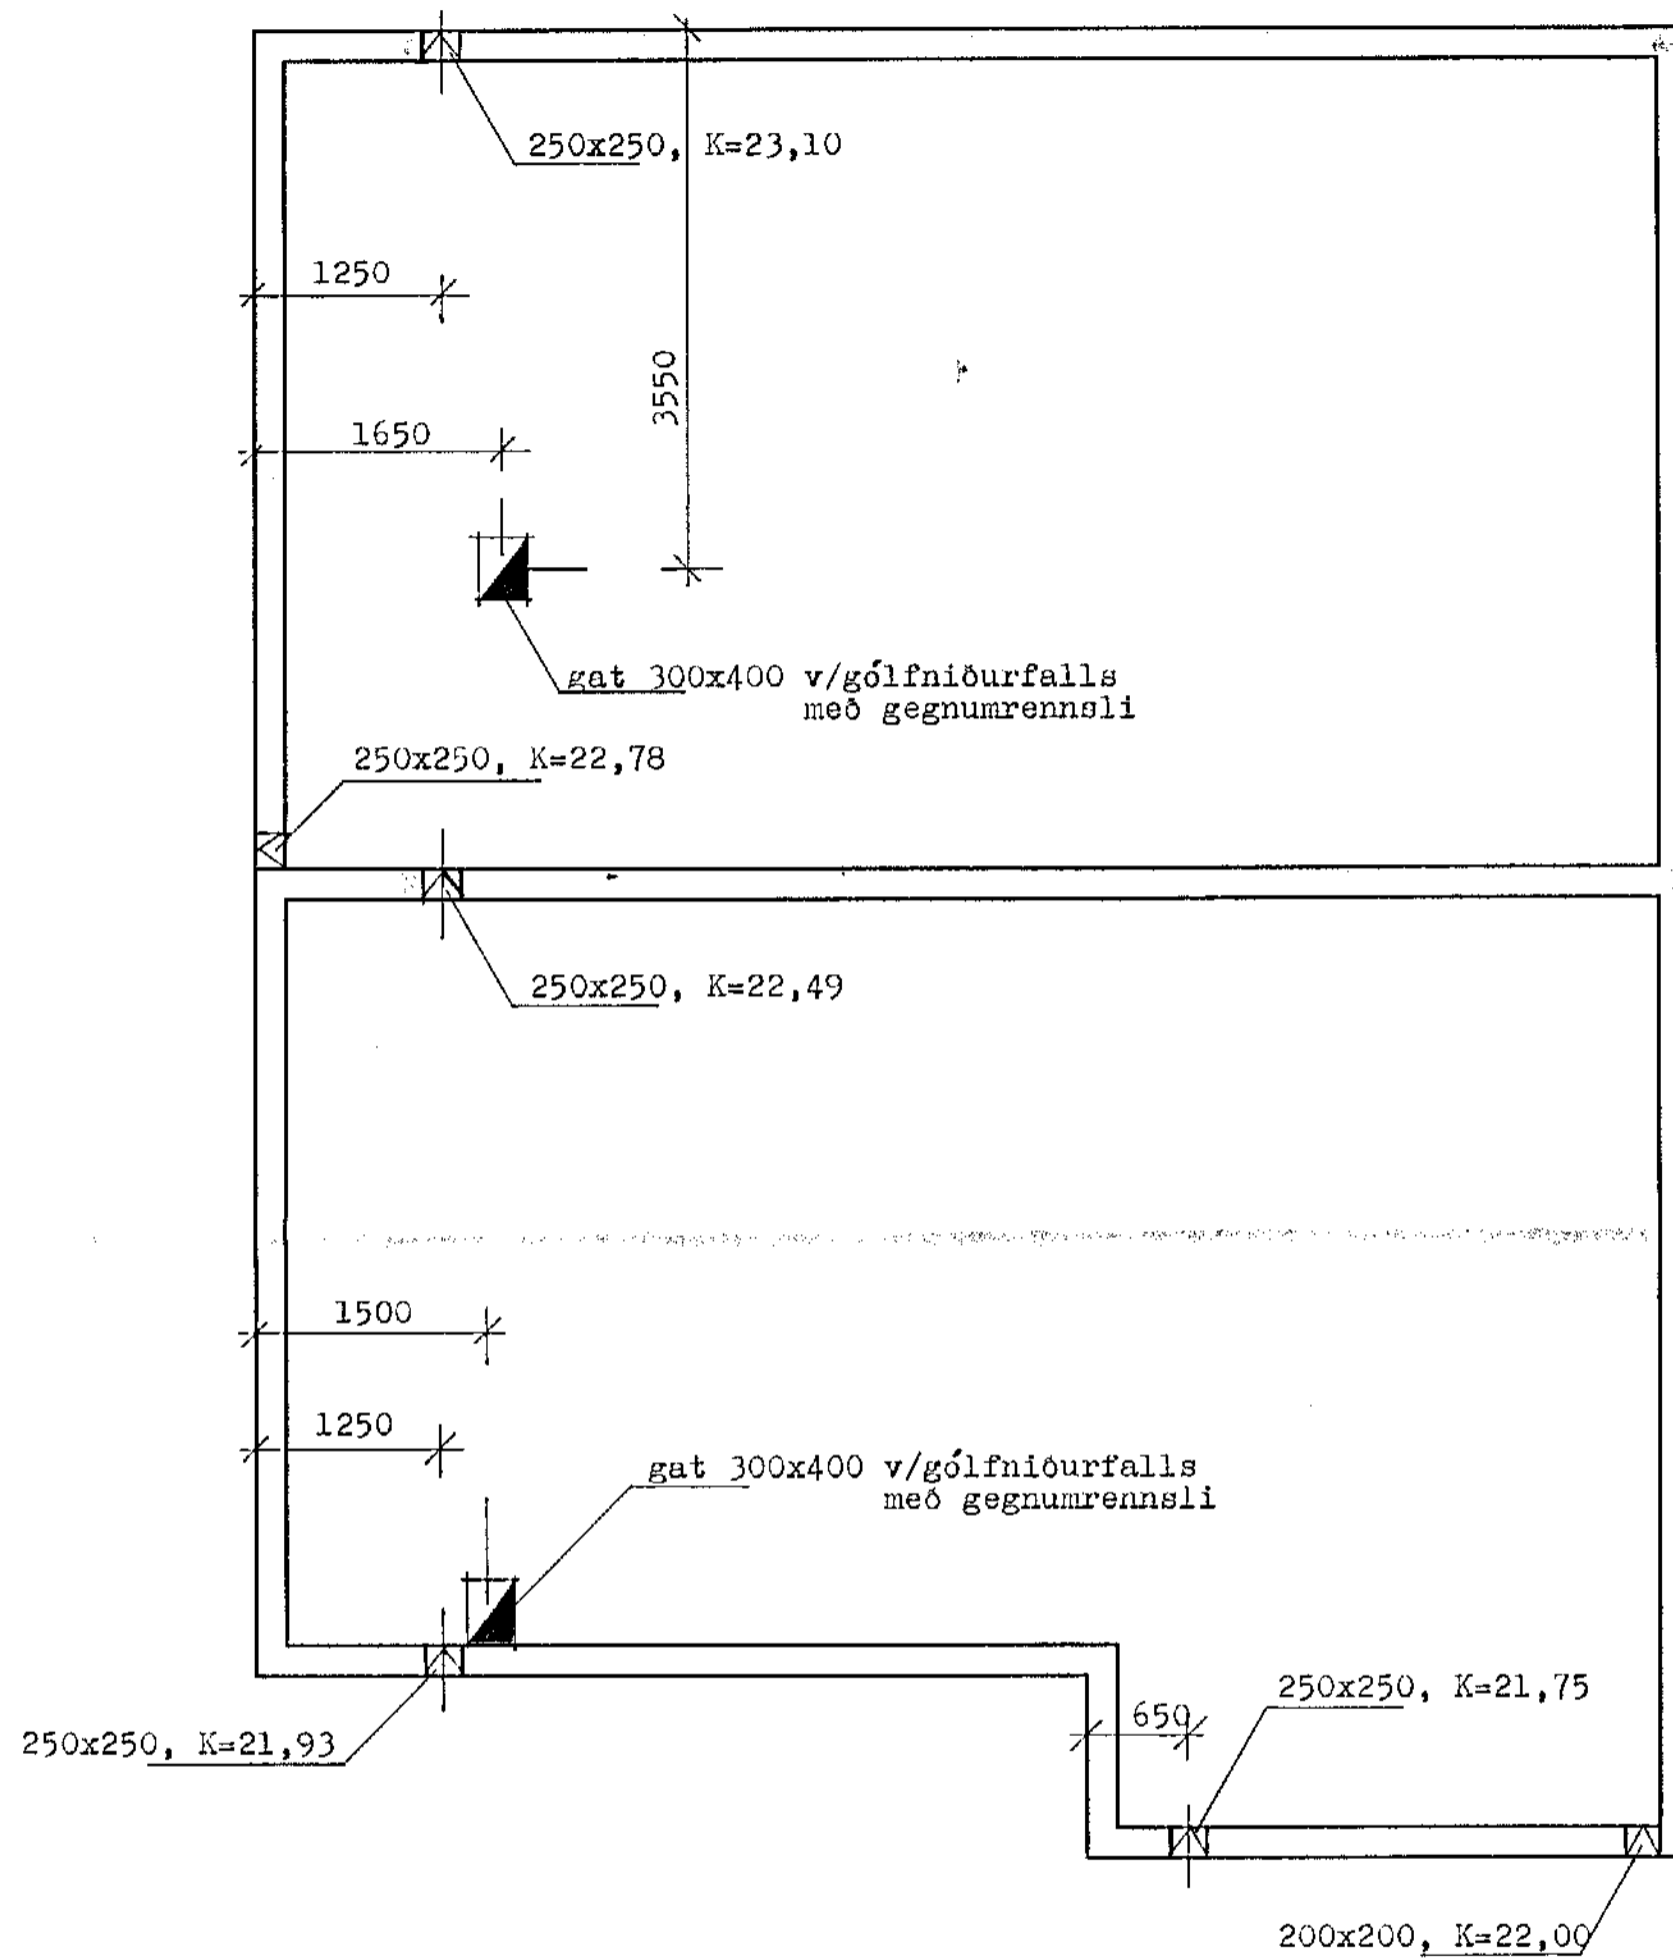 250x250, K=23,10
1250
3550
1650
gat 300x400 v/gólfniðurfalls
með gegnumrennsli
250x250, K=22,78
250x250, K=22,49
1500
1250
gat 300x400 v/gólfniðurfalls
með gegnumrennsli
250x250, K=21,75
650
250x250, K=21,93
200x200, K=22,00